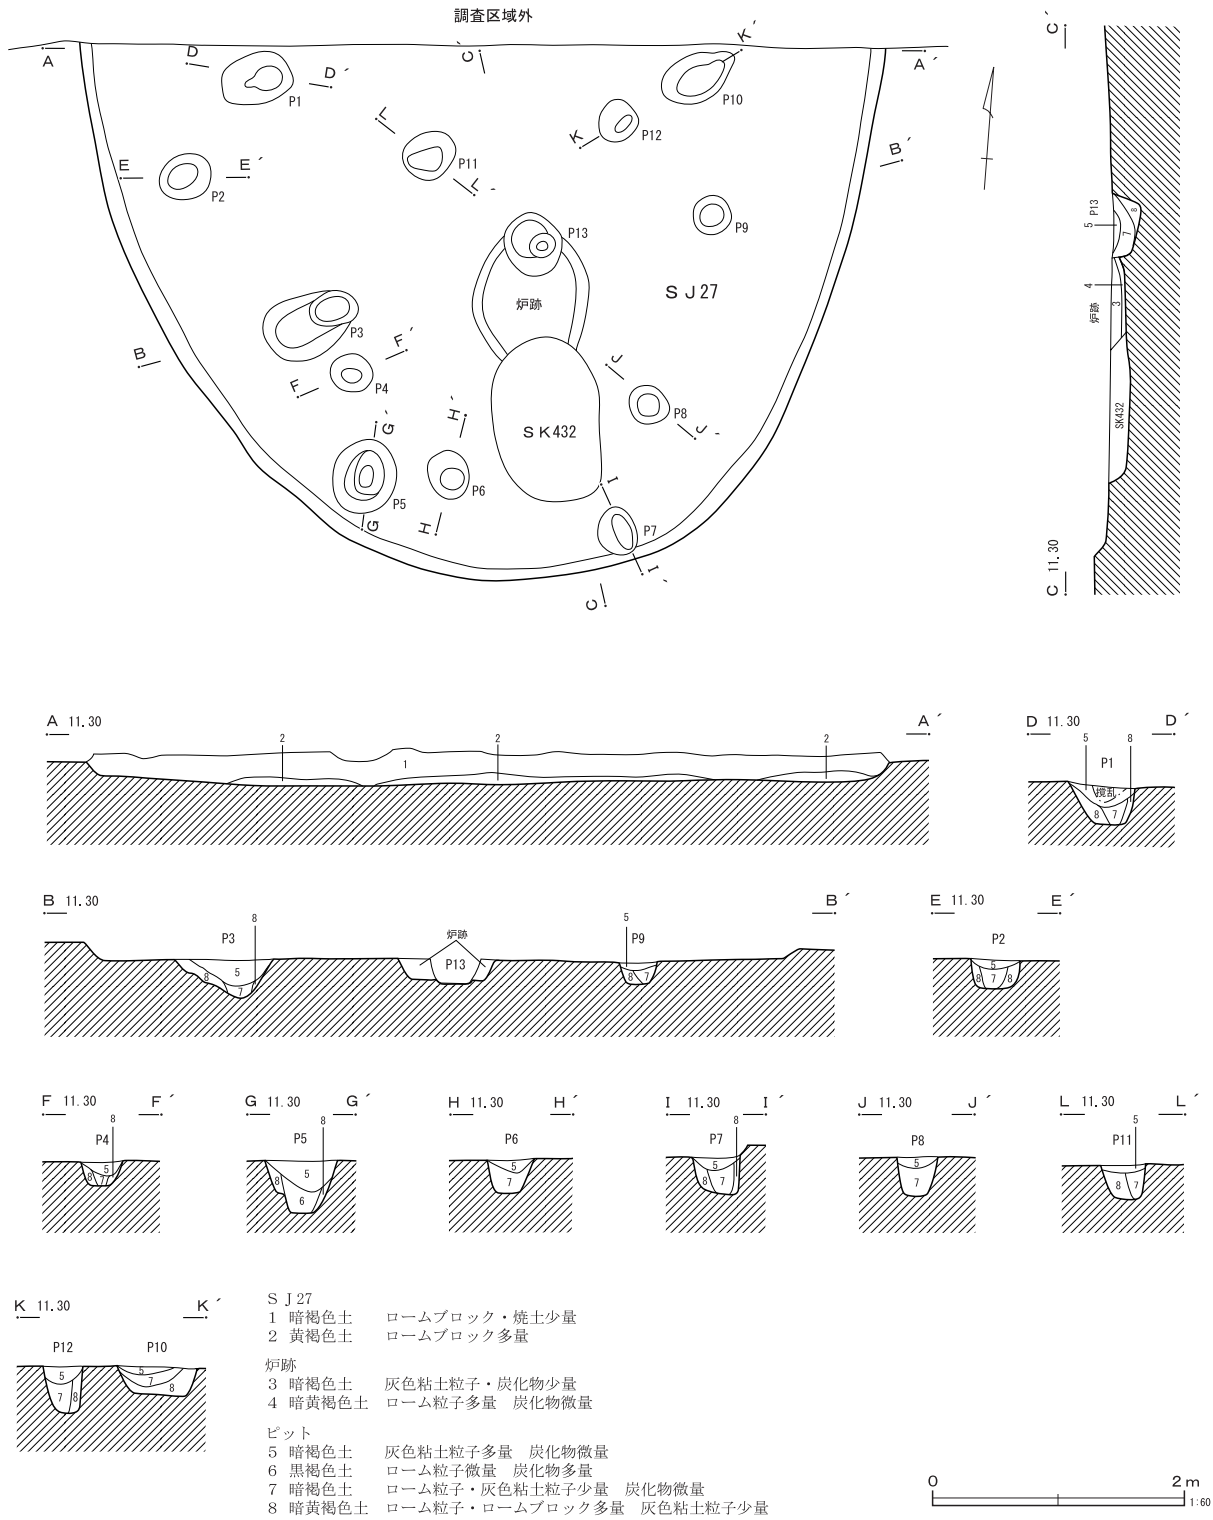 調査区域外
A
A´
D
D´
P1
C´
K´
P10
K
P12
L
P11
L´
B´
E
E´
P2
P9
P13
炉跡
SJ27
P3
F´
B
F
P4
J
P8
J´
H´
G´
SK432
P5
G
P6
H
I
P7
I´
C
C´
P13
5
8
7
4
3
炉跡
SK432
C 11.30
A 11.30
A´
2
2
2
1
D 11.30
D´
5
8
P1
撹乱
8
7
B 11.30
B´
8
P3
炉跡
5
P9
5
P13
8
7
8
7
E 11.30
E´
P2
5
8
7
8
F 11.30
F´
8
P4
5
8
7
G 11.30
G´
8
P5
5
8
6
H 11.30
H´
P6
5
7
I 11.30
I´
8
P7
5
8
7
J 11.30
J´
P8
5
7
L 11.30
L´
5
P11
8
7
K 11.30
K´
P12
P10
5
5
7
7
8
8
SJ27
1 暗褐色土 ロームブロック・焼土少量
2 黄褐色土 ロームブロック多量
炉跡
3 暗褐色土 灰色粘土粒子・炭化物少量
4 暗黄褐色土 ローム粒子多量 炭化物微量
ピット
5 暗褐色土 灰色粘土粒子多量 炭化物微量
6 黒褐色土 ローム粒子微量 炭化物多量
7 暗褐色土 ローム粒子・灰色粘土粒子少量 炭化物微量
8 暗黄褐色土 ローム粒子・ロームブロック多量 灰色粘土粒子少量
0
2m
1:60